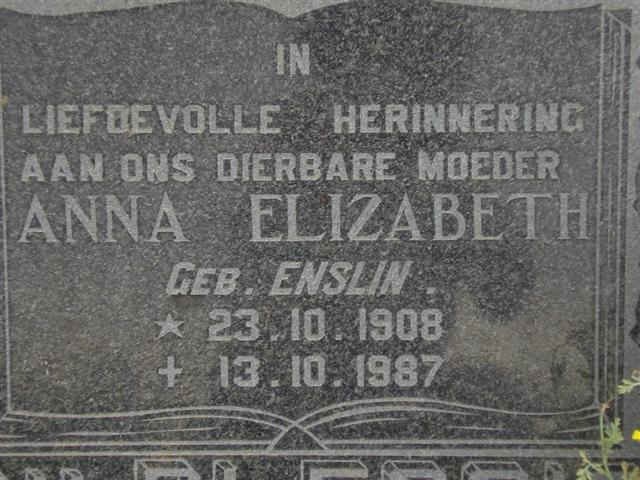 IN
LIEFDEVOLLE HERINNERING
AAN ONS DIERBARE MOEDER
ANNA ELIZABETH
GEB. ENSLIN.
★ 23.10.1908
✝ 13.10.1987